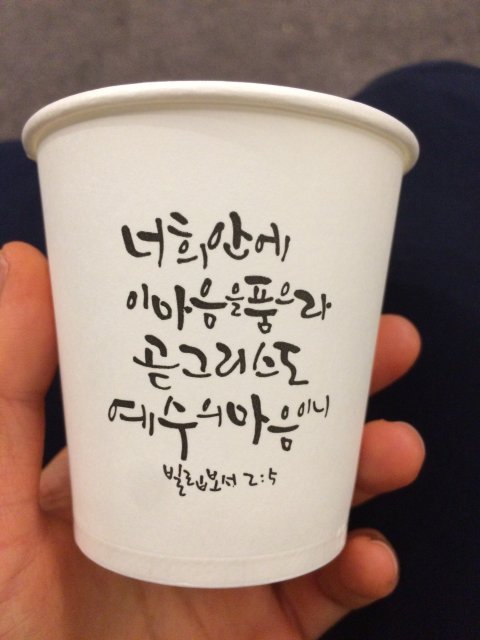 너희안에
이마음을품으라
곧그리스도
예수의마음이니
빌립보서 2:5